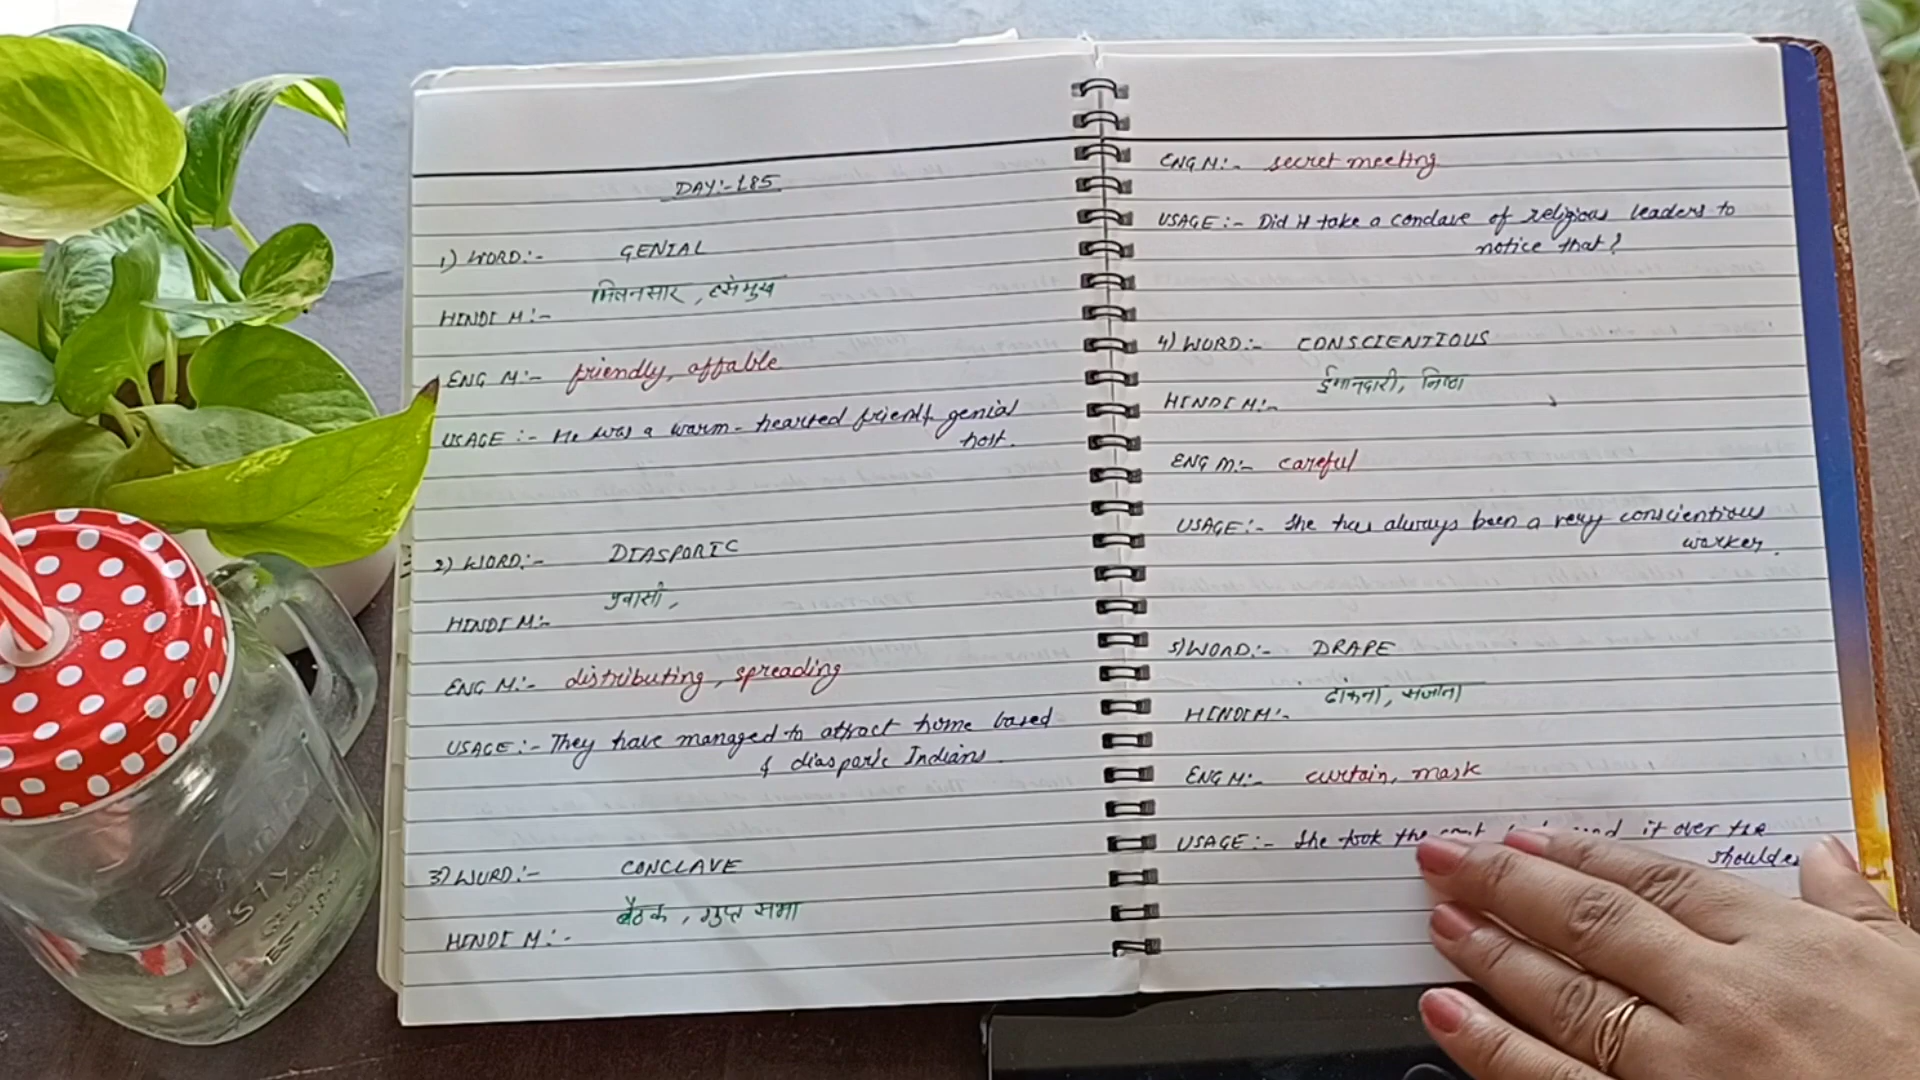 DAY:-185
1) WORD:- GENIAL
HINDI M:- मिलनसार, हंसमुख
ENG M:- friendly, affable
USAGE:- He was a warm-hearted friend & genial
host.
2) WORD:- DIASPORIC
HINDI M:- प्रवासी,
ENG M:- distributing, spreading
USAGE:- They have managed to attract home based
& diasporic Indians.
3) WORD:- CONCLAVE
HINDI M:- बैठक, गुप्त सभा
ENG M:- secret meeting
USAGE:- Did it take a conclave of religious leaders to
notice that?
4) WORD:- CONSCIENTIOUS
HINDI M:- ईमानदारी, निष्ठा
ENG M:- careful
USAGE:- She has always been a very conscientious
worker.
5) WORD:- DRAPE
HINDI M:- ढाकना, सजाना
ENG M:- curtain, mask
USAGE:- She took the it over the
shoulder